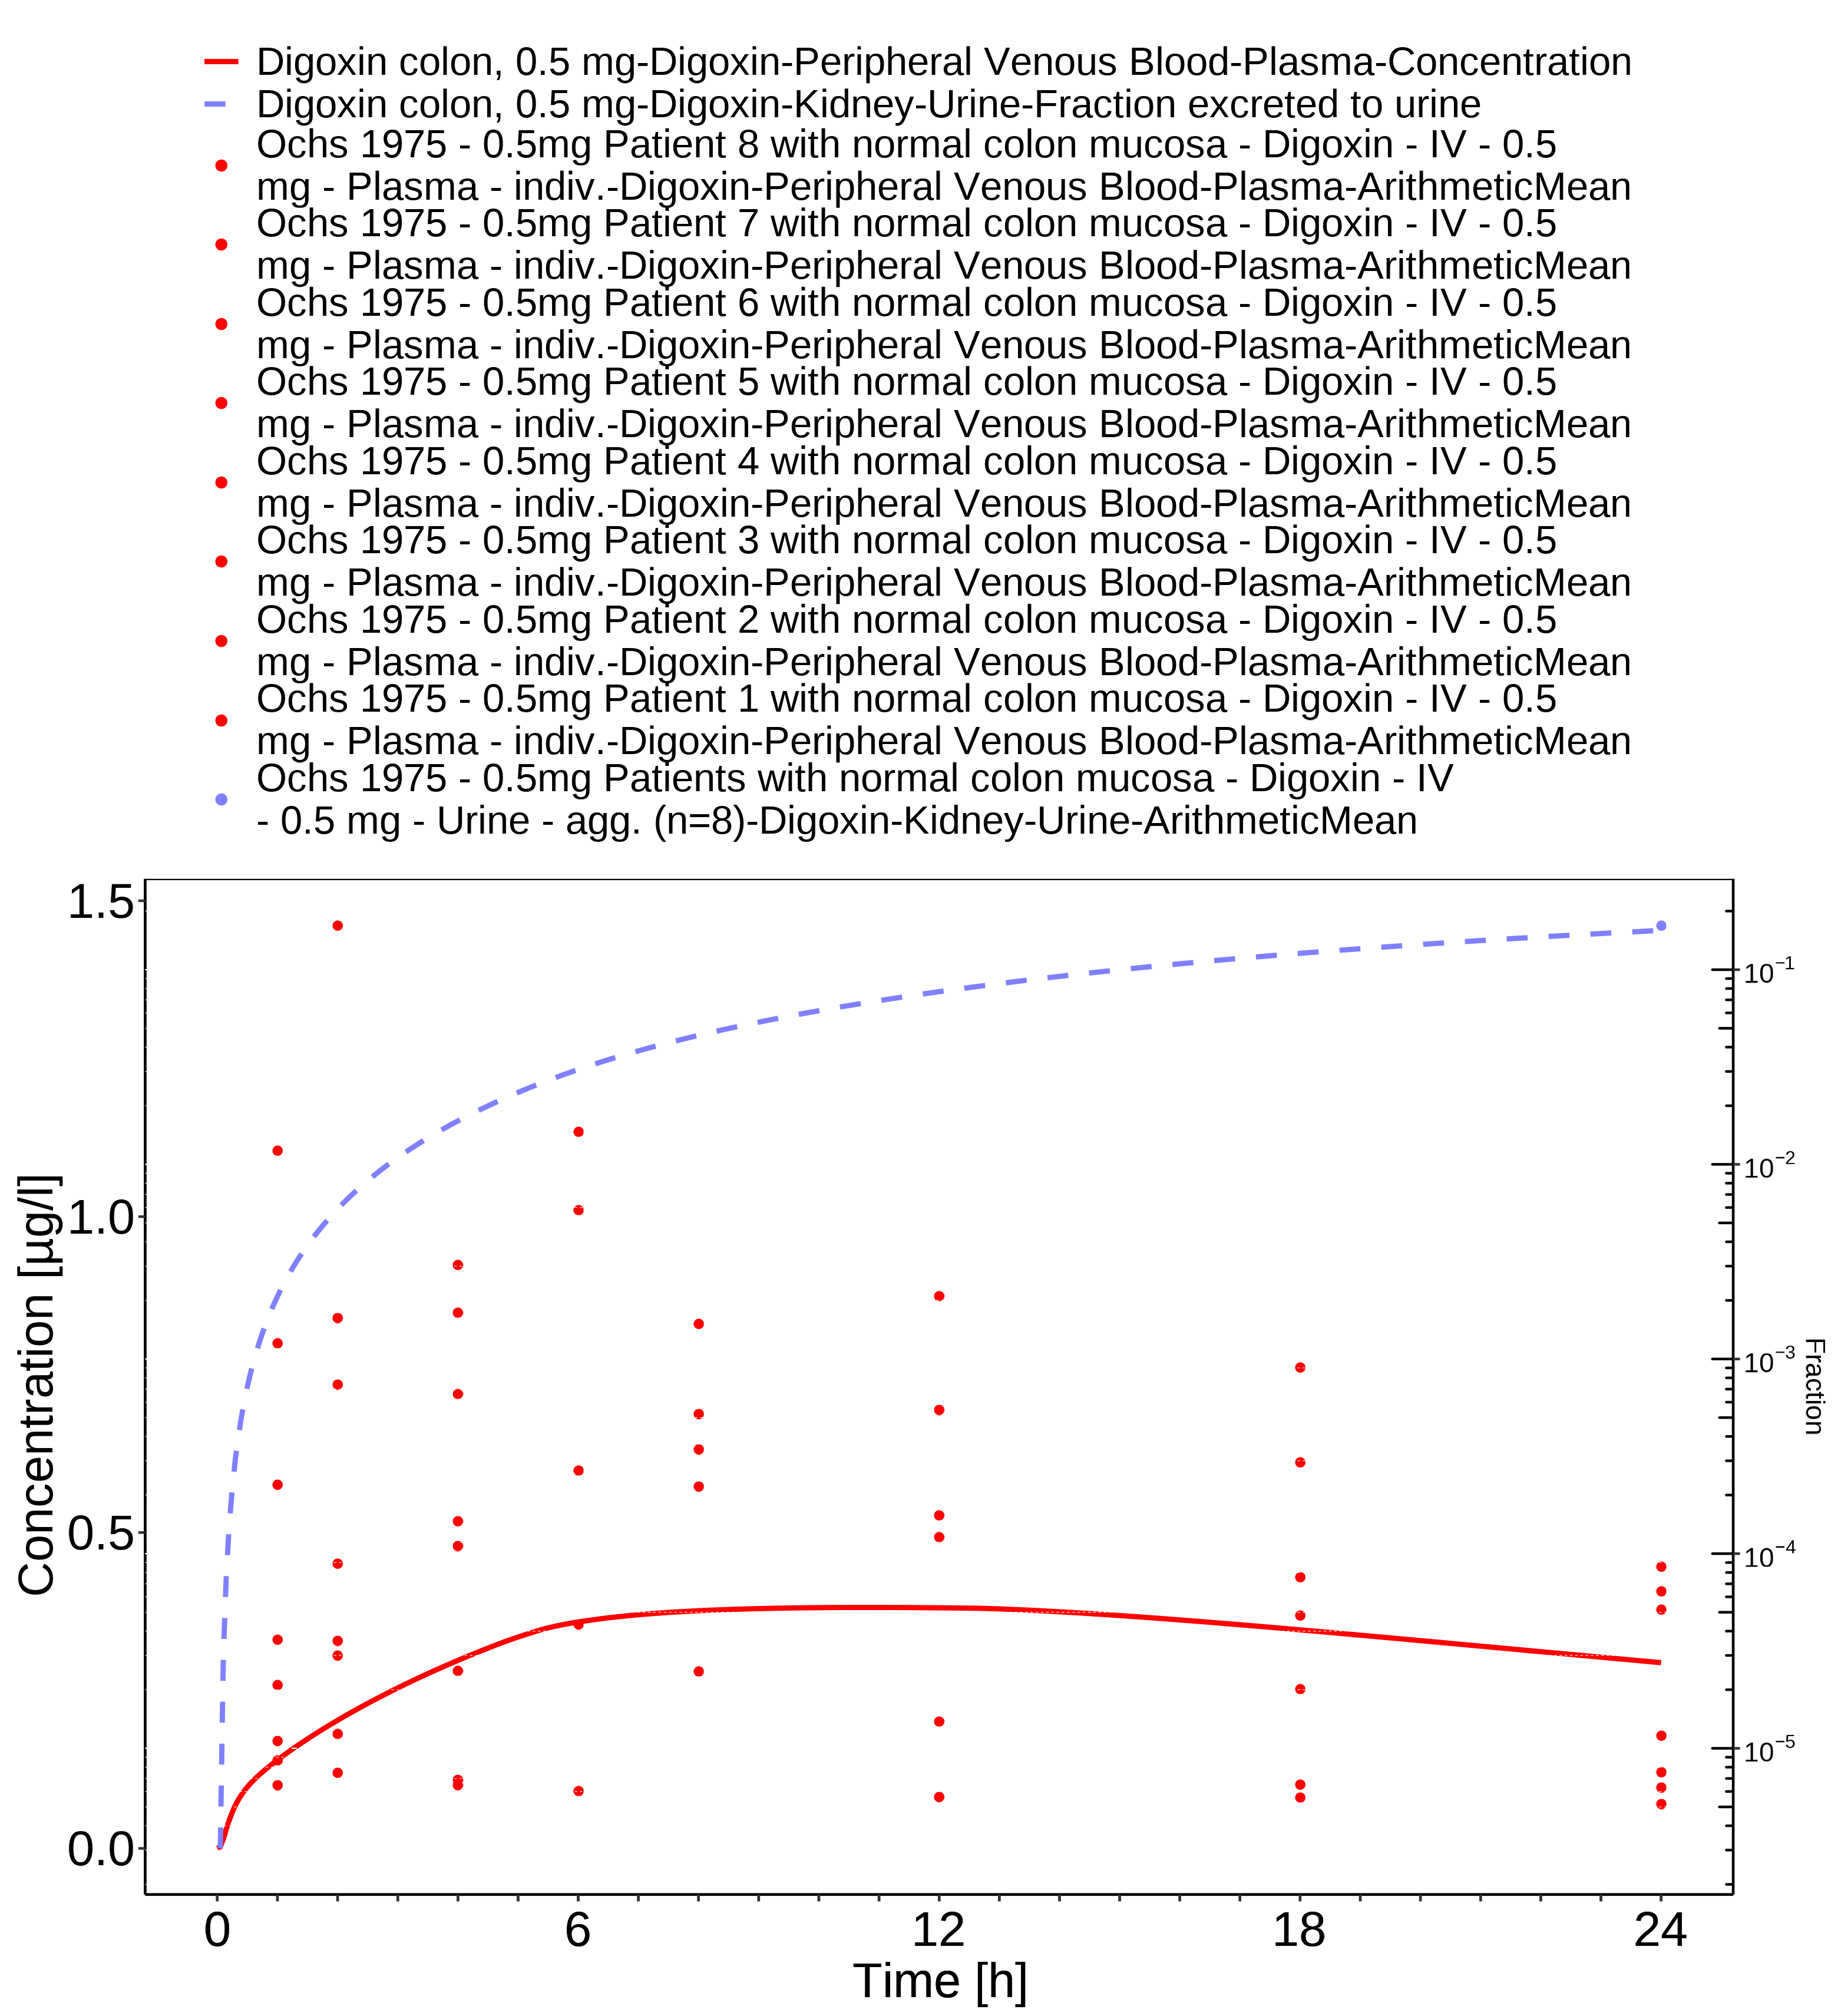 Digoxin colon, 0.5 mg-Digoxin-Peripheral Venous Blood-Plasma-Concentration
Digoxin colon, 0.5 mg-Digoxin-Kidney-Urine-Fraction excreted to urine
Ochs 1975 - 0.5mg Patient 8 with normal colon mucosa - Digoxin - IV - 0.5
mg - Plasma - indiv.-Digoxin-Peripheral Venous Blood-Plasma-ArithmeticMean
Ochs 1975 - 0.5mg Patient 7 with normal colon mucosa - Digoxin - IV - 0.5
mg - Plasma - indiv.-Digoxin-Peripheral Venous Blood-Plasma-ArithmeticMean
Ochs 1975 - 0.5mg Patient 6 with normal colon mucosa - Digoxin - IV - 0.5
mg - Plasma - indiv.-Digoxin-Peripheral Venous Blood-Plasma-ArithmeticMean
Ochs 1975 - 0.5mg Patient 5 with normal colon mucosa - Digoxin - IV - 0.5
mg - Plasma - indiv.-Digoxin-Peripheral Venous Blood-Plasma-ArithmeticMean
Ochs 1975 - 0.5mg Patient 4 with normal colon mucosa - Digoxin - IV - 0.5
mg - Plasma - indiv.-Digoxin-Peripheral Venous Blood-Plasma-ArithmeticMean
Ochs 1975 - 0.5mg Patient 3 with normal colon mucosa - Digoxin - IV - 0.5
mg - Plasma - indiv.-Digoxin-Peripheral Venous Blood-Plasma-ArithmeticMean
Ochs 1975 - 0.5mg Patient 2 with normal colon mucosa - Digoxin - IV - 0.5
mg - Plasma - indiv.-Digoxin-Peripheral Venous Blood-Plasma-ArithmeticMean
Ochs 1975 - 0.5mg Patient 1 with normal colon mucosa - Digoxin - IV - 0.5
mg - Plasma - indiv.-Digoxin-Peripheral Venous Blood-Plasma-ArithmeticMean
Ochs 1975 - 0.5mg Patients with normal colon mucosa - Digoxin - IV
- 0.5 mg - Urine - agg. (n=8)-Digoxin-Kidney-Urine-ArithmeticMean
Concentration [µg/l]
1.5
1.0
0.5
0.0
10⁻¹
10⁻²
10⁻³
10⁻⁴
10⁻⁵
Fraction
0 6 12 18 24
Time [h]